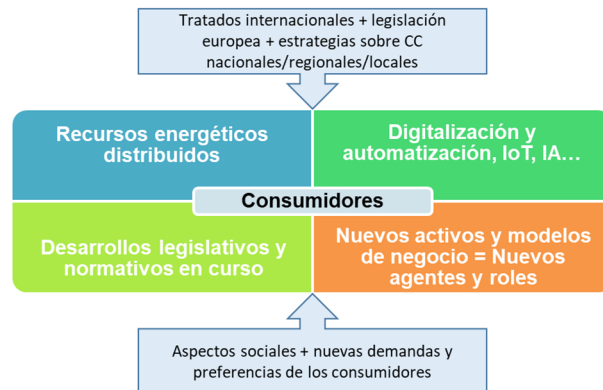 Tratados internacionales + legislación
europea + estrategias sobre CC
nacionales/regionales/locales
Recursos energéticos
distribuidos
Digitalización y
automatización, IoT, IA...
Consumidores
Desarrollos legislativos y
normativos en curso
Nuevos activos y modelos
de negocio = Nuevos
agentes y roles
Aspectos sociales + nuevas demandas y
preferencias de los consumidores